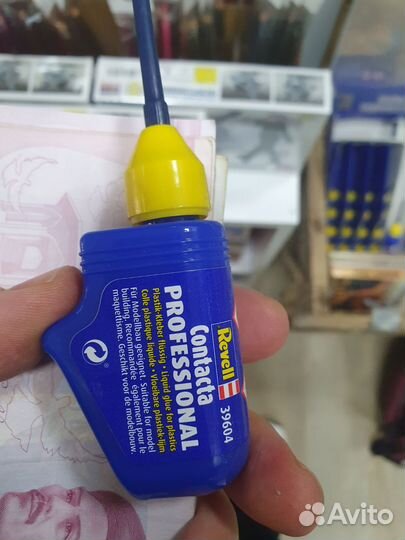 Revell
39604
Contacta
PROFESSIONAL
Plastik-Kleber flüssig · Liquid glue for plastics
Colle plastique liquide · Vloeibare plastiek-lijm
Für Modellbau geeignet. Suitable for model
building. Recommandée également pour le
maquettisme. Geschikt voor de modelbouw.
Avito